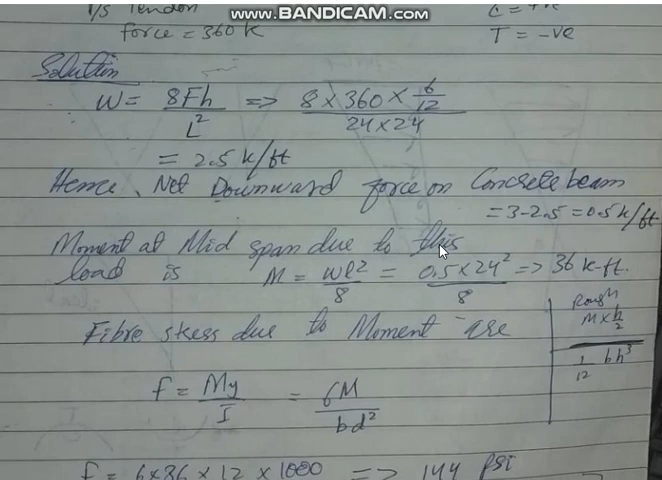 WWW.BANDICAM.COM
P/s Tendon
force = 360 k
C = +ve
T = -ve
Solution
W = 8Fh / L² => 8 × 360 × 6/12 / 24 × 24
= 2.5 k/ft
Hence, Net Downward force on Concrete beam
= 3-2.5 = 0.5 k/ft
Moment at Mid span due to this
load is M = wl²/8 = 0.5 × 24²/8 => 36 k-ft.
Fibre stress due to Moment are
Rough
M × h/2
1/12 bh³
f = My/I = 6M/bd²
f = 6×36 × 12 × 1000 => 144 psi